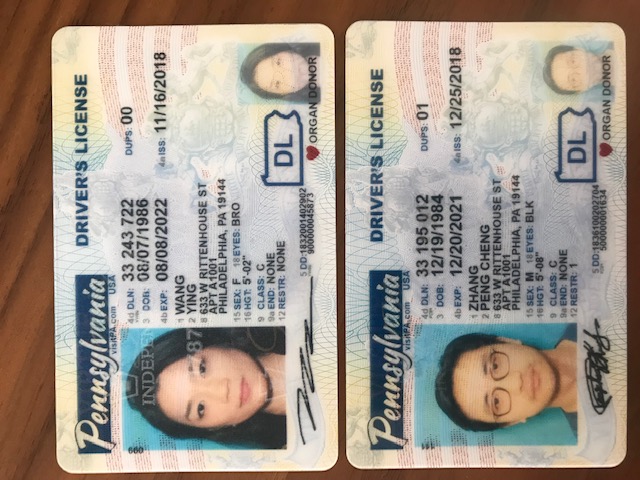 Pennsylvania
visitPA.com USA
DRIVER'S LICENSE
4d DLN: 33 243 722 DUPS: 00
3 DOB: 08/07/1986
4b EXP: 08/08/2022 4a ISS: 11/16/2018
1 WANG
2 YING
8 633 W RITTENHOUSE ST
APT A1001
PHILADELPHIA, PA 19144
15 SEX: F 18 EYES: BRO
16 HGT: 5'-02"
9 CLASS: C
9a END: NONE
12 RESTR: NONE
DL
5 DD: 1832001402902
900000045873
ORGAN DONOR
INDEPEN
Pennsylvania
visitPA.com USA
DRIVER'S LICENSE
4d DLN: 33 195 012 DUPS: 01
3 DOB: 12/19/1984
4b EXP: 12/20/2021 4a ISS: 12/25/2018
1 ZHANG
2 PENG CHENG
8 633 W RITTENHOUSE ST
APT A1001
PHILADELPHIA, PA 19144
15 SEX: M 18 EYES: BLK
16 HGT: 5'-08"
9 CLASS: C
9a END: NONE
12 RESTR: 1
DL
5 DD: 1836100202704
500000001634
ORGAN DONOR